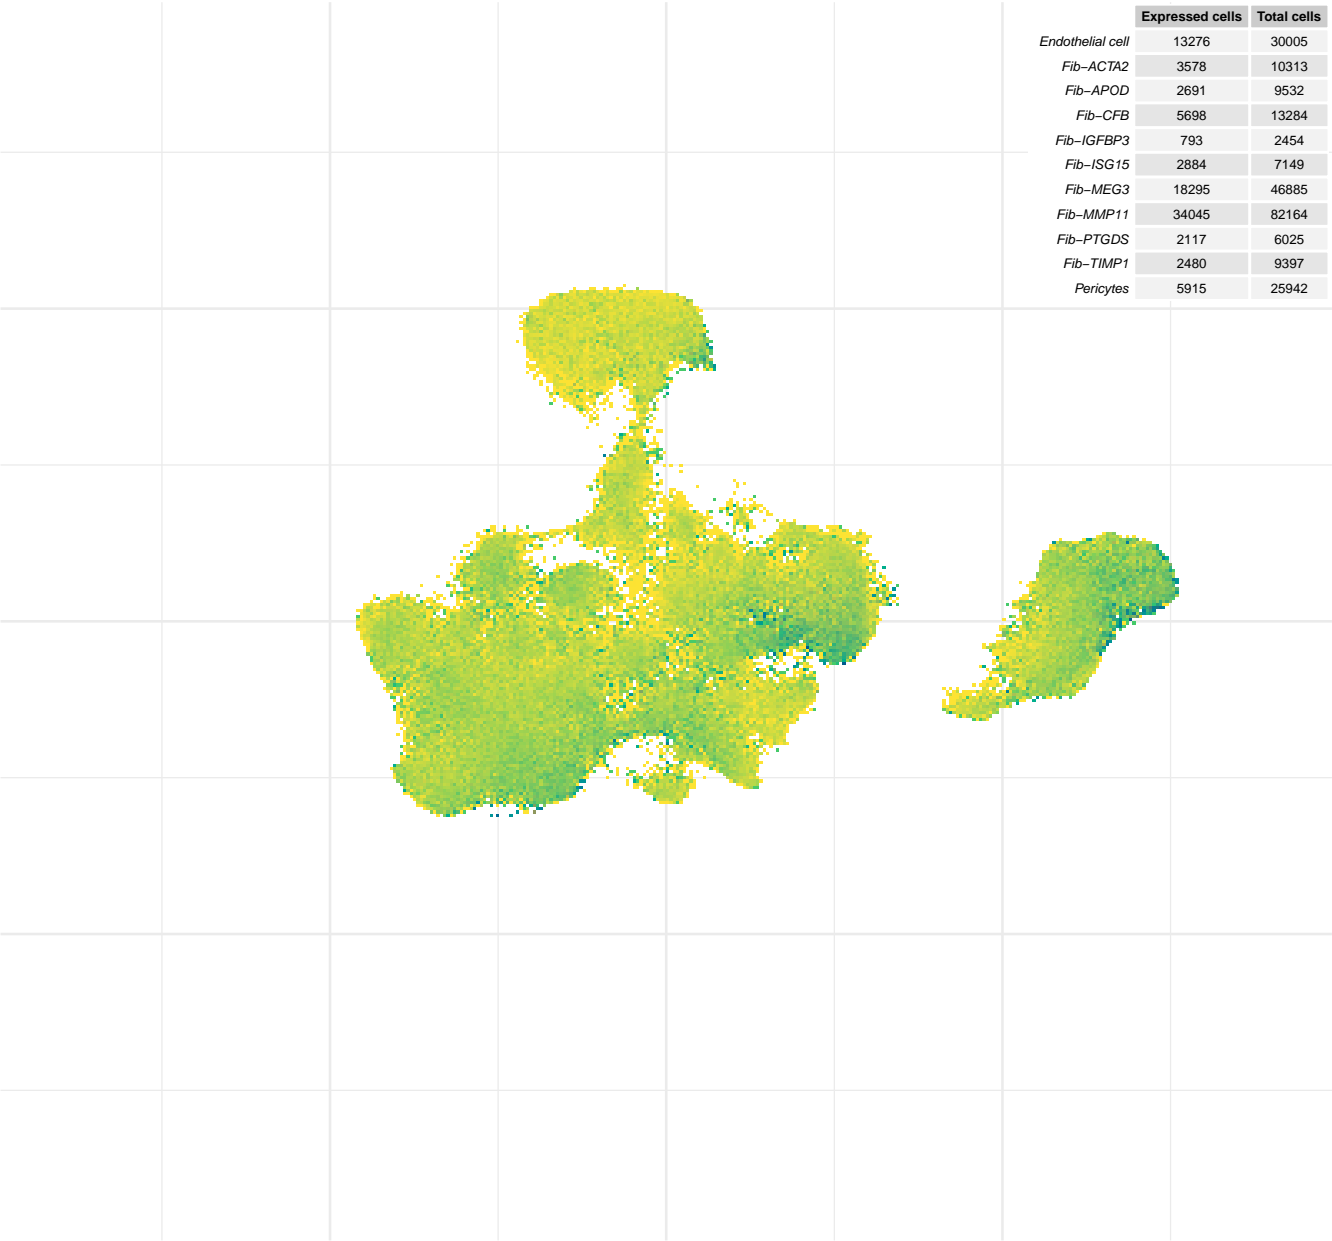 Expressed cells Total cells
Endothelial cell 13276 30005
Fib−ACTA2 3578 10313
Fib−APOD 2691 9532
Fib−CFB 5698 13284
Fib−IGFBP3 793 2454
Fib−ISG15 2884 7149
Fib−MEG3 18295 46885
Fib−MMP11 34045 82164
Fib−PTGDS 2117 6025
Fib−TIMP1 2480 9397
Pericytes 5915 25942